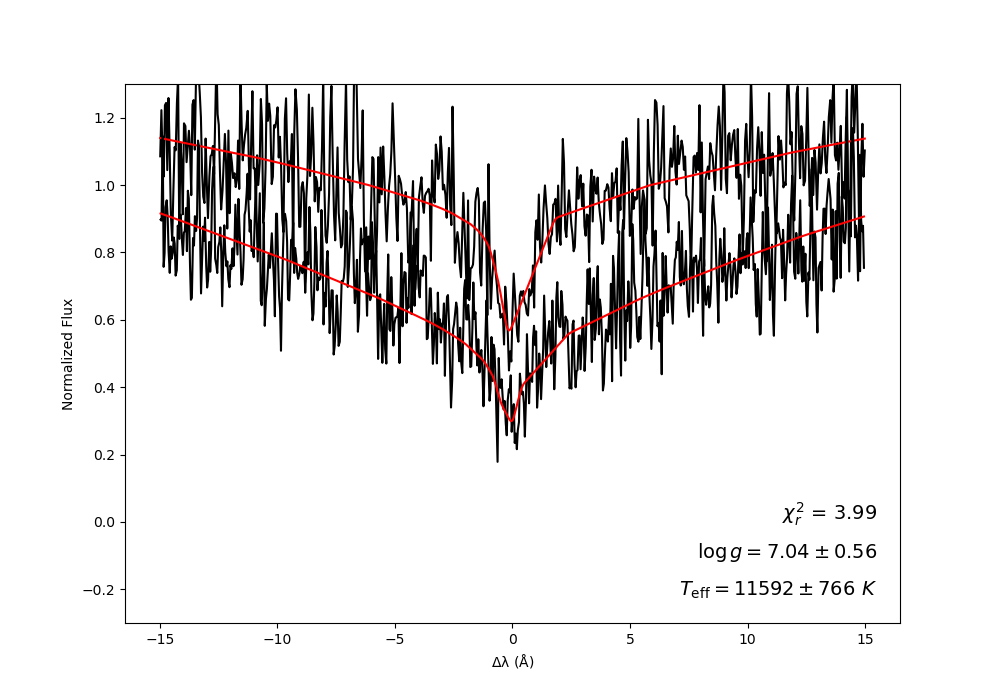 1.2
1.0
0.8
0.6
0.4
0.2
0.0
−0.2
Normalized Flux
χ²ᵣ = 3.99
log g = 7.04 ± 0.56
T_eff = 11592 ± 766 K
−15 −10 −5 0 5 10 15
Δλ (Å)